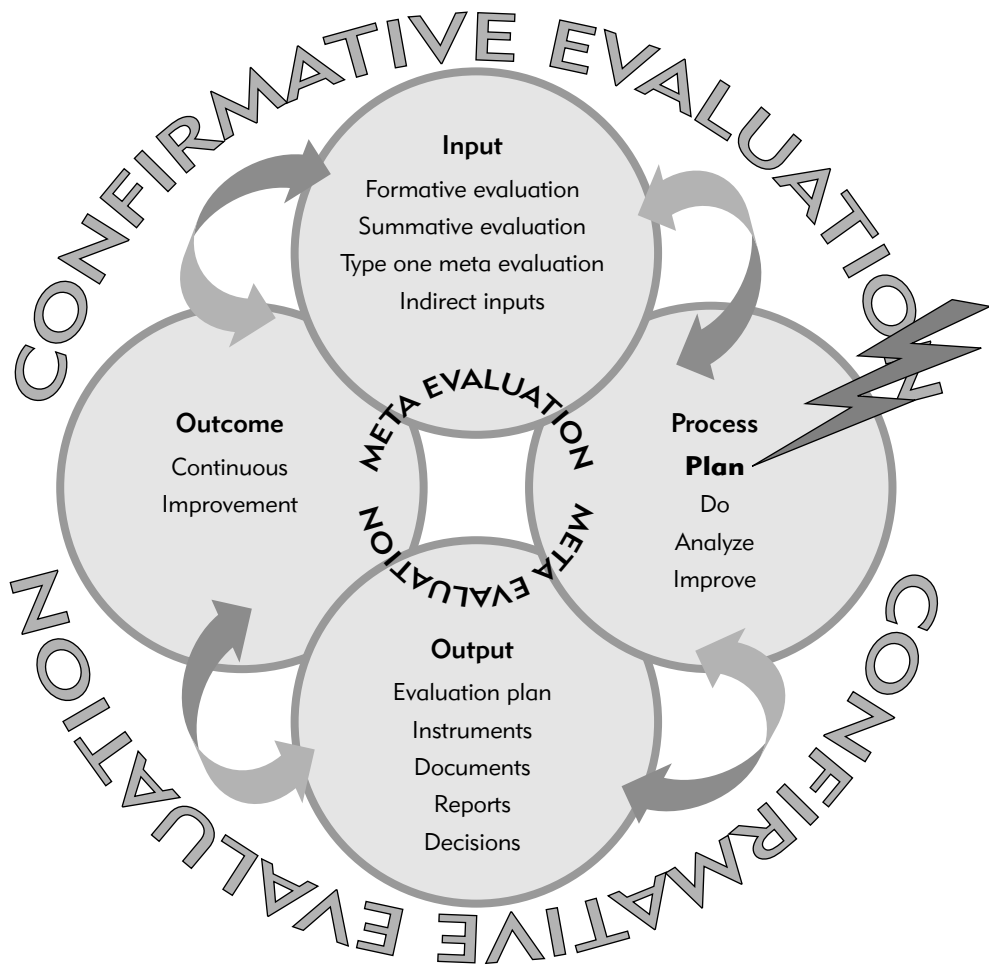 CONFIRMATIVE EVALUATION
Input
Formative evaluation
Summative evaluation
Type one meta evaluation
Indirect inputs
META EVALUATION
Outcome
Continuous
Improvement
Process
Plan
Do
Analyze
Improve
META EVALUATION
Output
Evaluation plan
Instruments
Documents
Reports
Decisions
CONFIRMATIVE EVALUATION